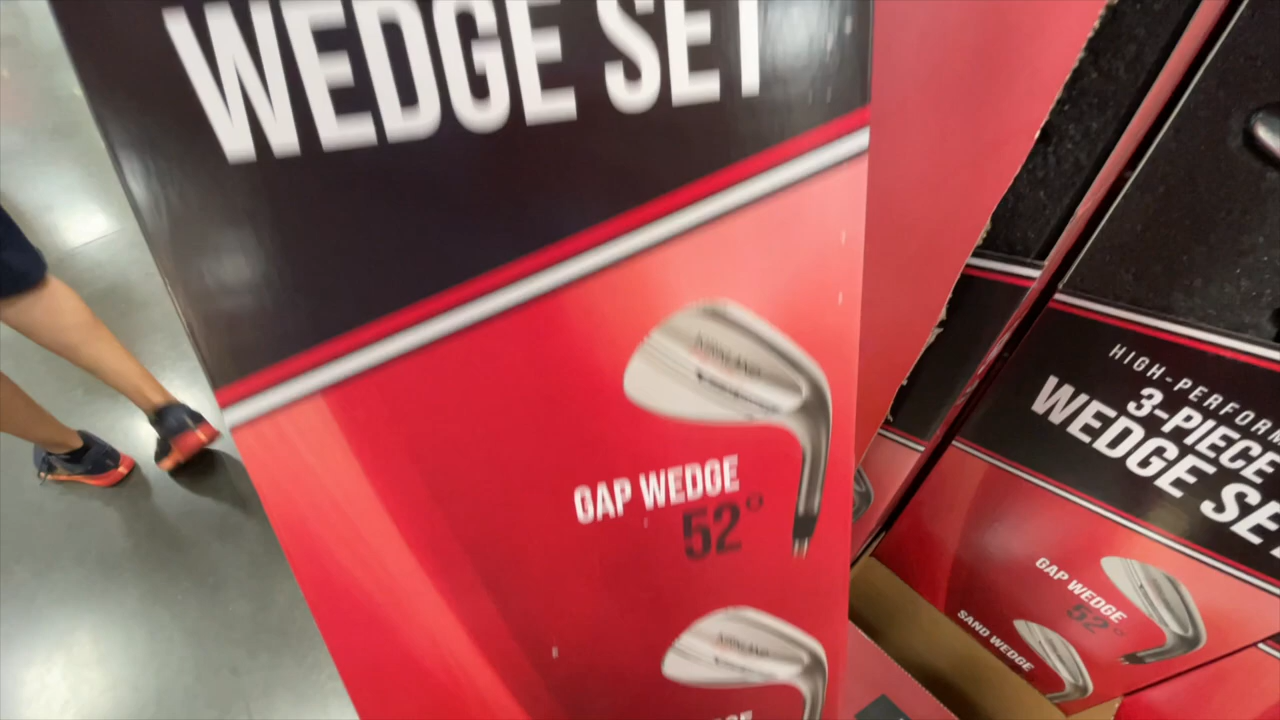 WEDGE SET
GAP WEDGE
52°
HIGH-PERFORM
3-PIECE
WEDGE SE
GAP WEDGE
52°
SAND WEDGE